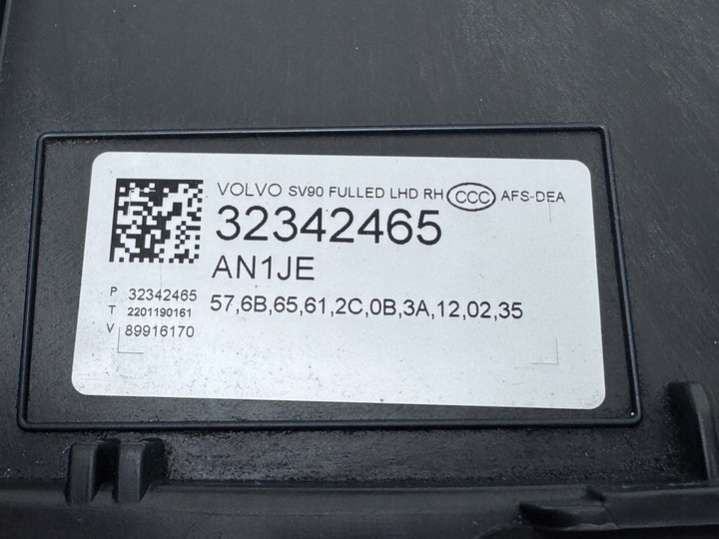 VOLVO SV90 FULLED LHD RH CCC AFS-DEA
32342465
AN1JE
P 32342465
T 2201190161
V 89916170
57,6B,65,61,2C,0B,3A,12,02,35